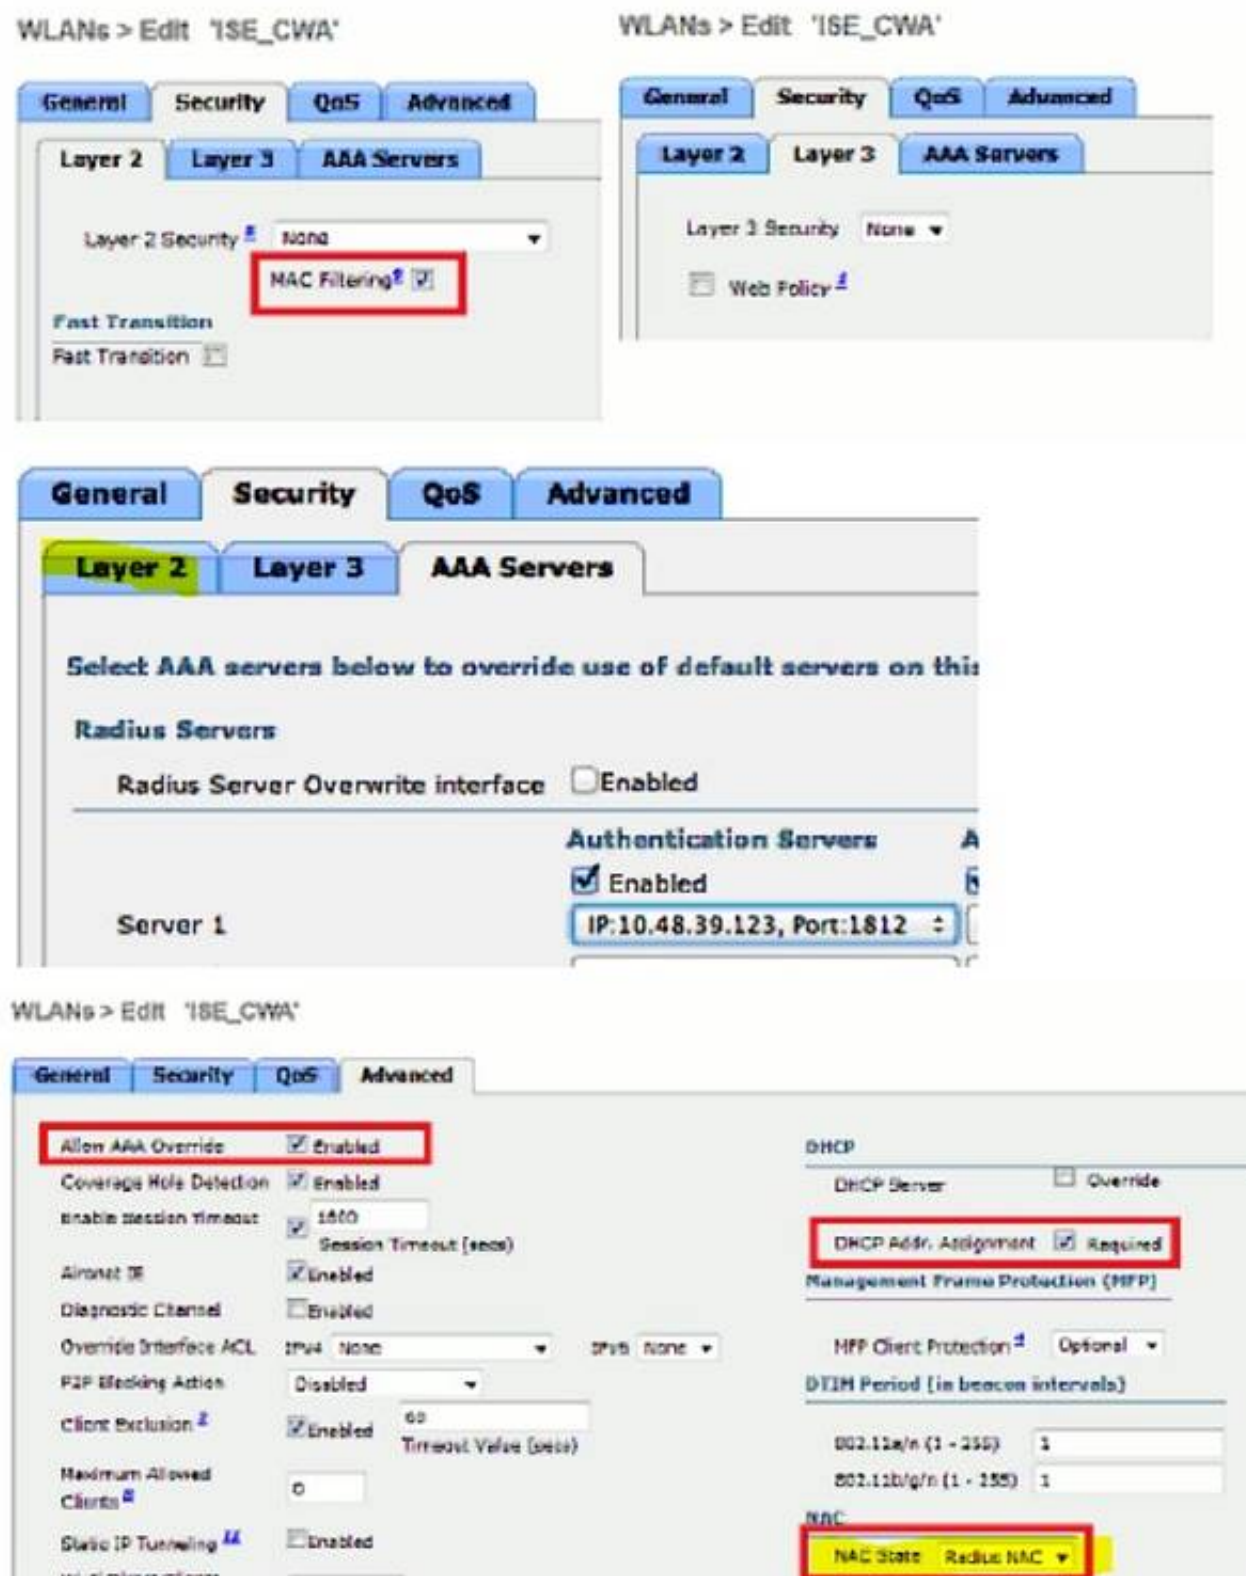 WLANs > Edit 'ISE_CWA'
General Security QoS Advanced
Layer 2 Layer 3 AAA Servers
Layer 2 Security 8 None
MAC Filtering 9
Fast Transition
Fast Transition
WLANs > Edit 'ISE_CWA'
General Security QoS Advanced
Layer 2 Layer 3 AAA Servers
Layer 3 Security None
Web Policy 1
General Security QoS Advanced
Layer 2 Layer 3 AAA Servers
Select AAA servers below to override use of default servers on this
Radius Servers
Radius Server Overwrite interface Enabled
Authentication Servers A
Enabled
Server 1 IP:10.48.39.123, Port:1812
WLANs > Edit 'ISE_CWA'
General Security QoS Advanced
Allow AAA Override Enabled
Coverage Hole Detection Enabled
Enable Session Timeout 1800
Session Timeout (secs)
Aironet IE Enabled
Diagnostic Channel Enabled
Override Interface ACL IPv4 None IPv6 None
P2P Blocking Action Disabled
Client Exclusion 3 Enabled 60
Timeout Value (secs)
Maximum Allowed
Clients 8 0
Static IP Tunneling 11 Enabled
DHCP
DHCP Server Override
DHCP Addr. Assignment Required
Management Frame Protection (MFP)
MFP Client Protection 4 Optional
DTIM Period (in beacon intervals)
802.11a/n (1 - 255) 1
802.11b/g/n (1 - 255) 1
NAC
NAC State Radius NAC